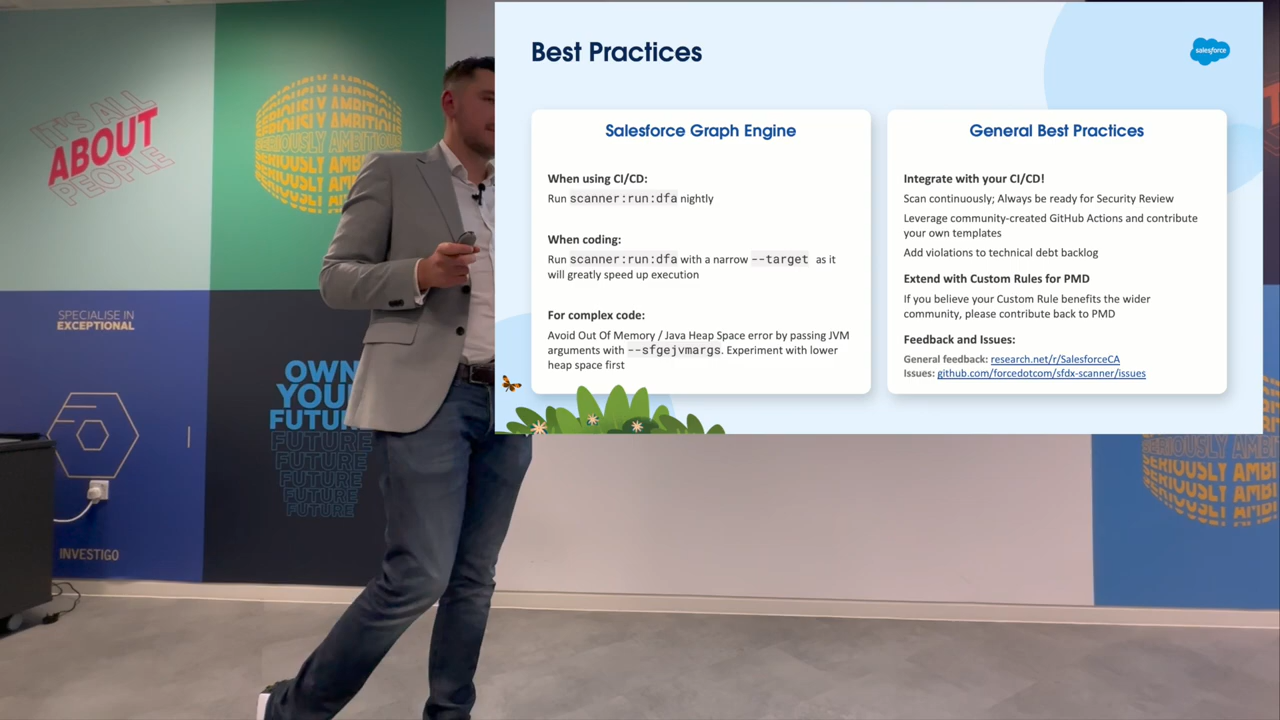 IT'S ALL
ABOUT
PEOPLE
SERIOUSLY AMBITIOUS
SPECIALISE IN
EXCEPTIONAL
OWN
YOUR
FUTURE
FUTURE
FUTURE
FUTURE
FUTURE
FUTURE
INVESTIGO
Best Practices
salesforce
Salesforce Graph Engine
When using CI/CD:
Run scanner:run:dfa nightly
When coding:
Run scanner:run:dfa with a narrow --target as it
will greatly speed up execution
For complex code:
Avoid Out Of Memory / Java Heap Space error by passing JVM
arguments with --sfgejvmargs. Experiment with lower
heap space first
General Best Practices
Integrate with your CI/CD!
Scan continuously; Always be ready for Security Review
Leverage community-created GitHub Actions and contribute
your own templates
Add violations to technical debt backlog
Extend with Custom Rules for PMD
If you believe your Custom Rule benefits the wider
community, please contribute back to PMD
Feedback and Issues:
General feedback: research.net/r/SalesforceCA
Issues: github.com/forcedotcom/sfdx-scanner/issues
SERIOUSLY AMBI